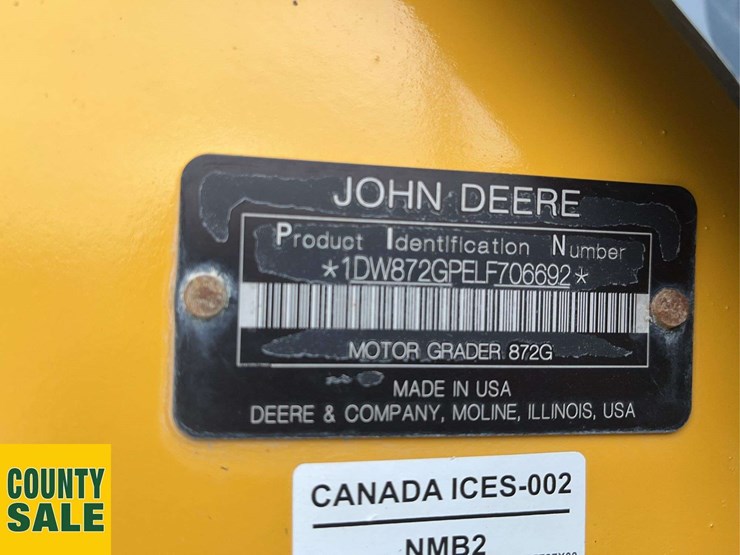 JOHN DEERE
Product Identification Number
*1DW872GPELF706692*
MOTOR GRADER 872G
MADE IN USA
DEERE & COMPANY, MOLINE, ILLINOIS, USA
CANADA ICES-002
NMB2
COUNTY
SALE